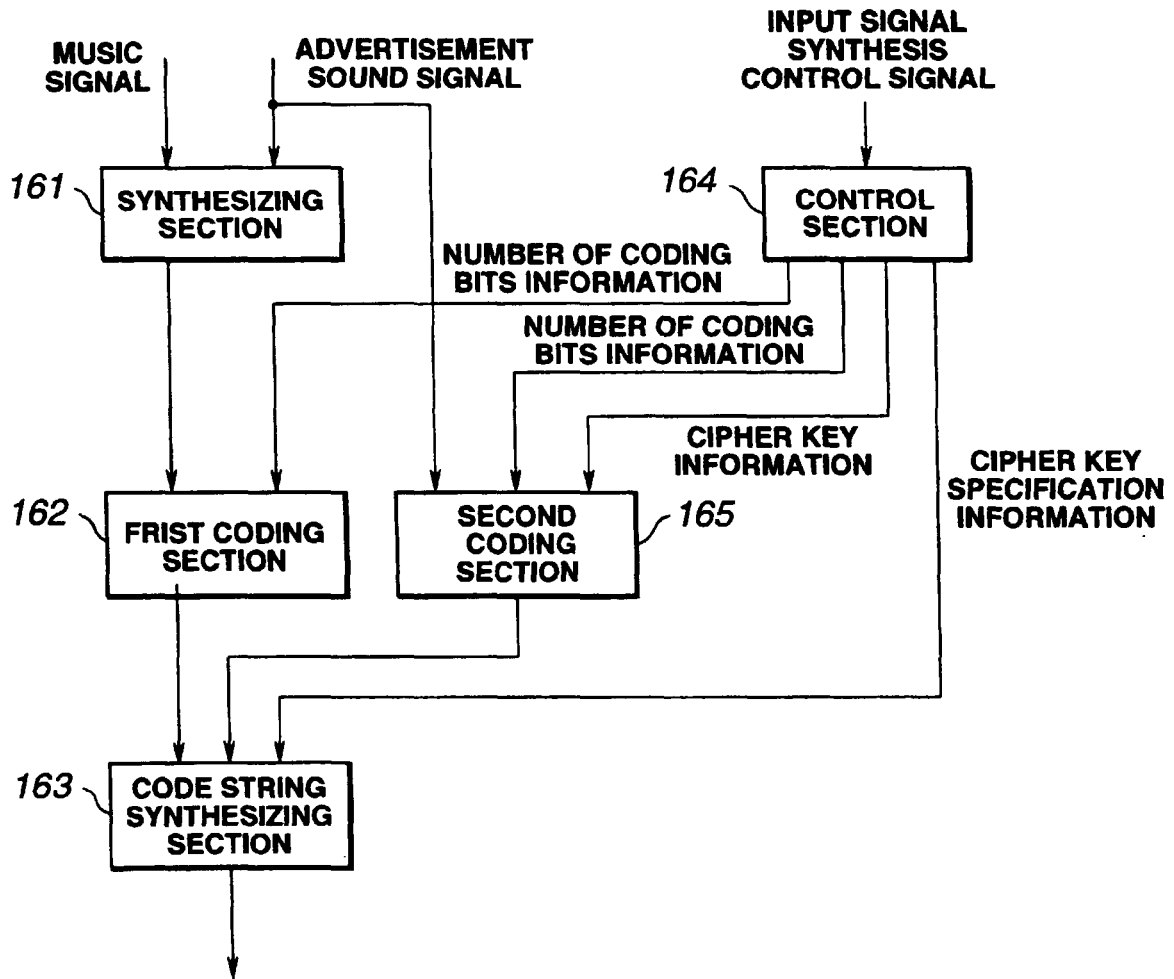 MUSIC
SIGNAL
ADVERTISEMENT
SOUND SIGNAL
INPUT SIGNAL
SYNTHESIS
CONTROL SIGNAL
161
SYNTHESIZING
SECTION
164
CONTROL
SECTION
NUMBER OF CODING
BITS INFORMATION
NUMBER OF CODING
BITS INFORMATION
CIPHER KEY
INFORMATION
CIPHER KEY
SPECIFICATION
INFORMATION
162
FRIST CODING
SECTION
SECOND
CODING
SECTION
165
163
CODE STRING
SYNTHESIZING
SECTION